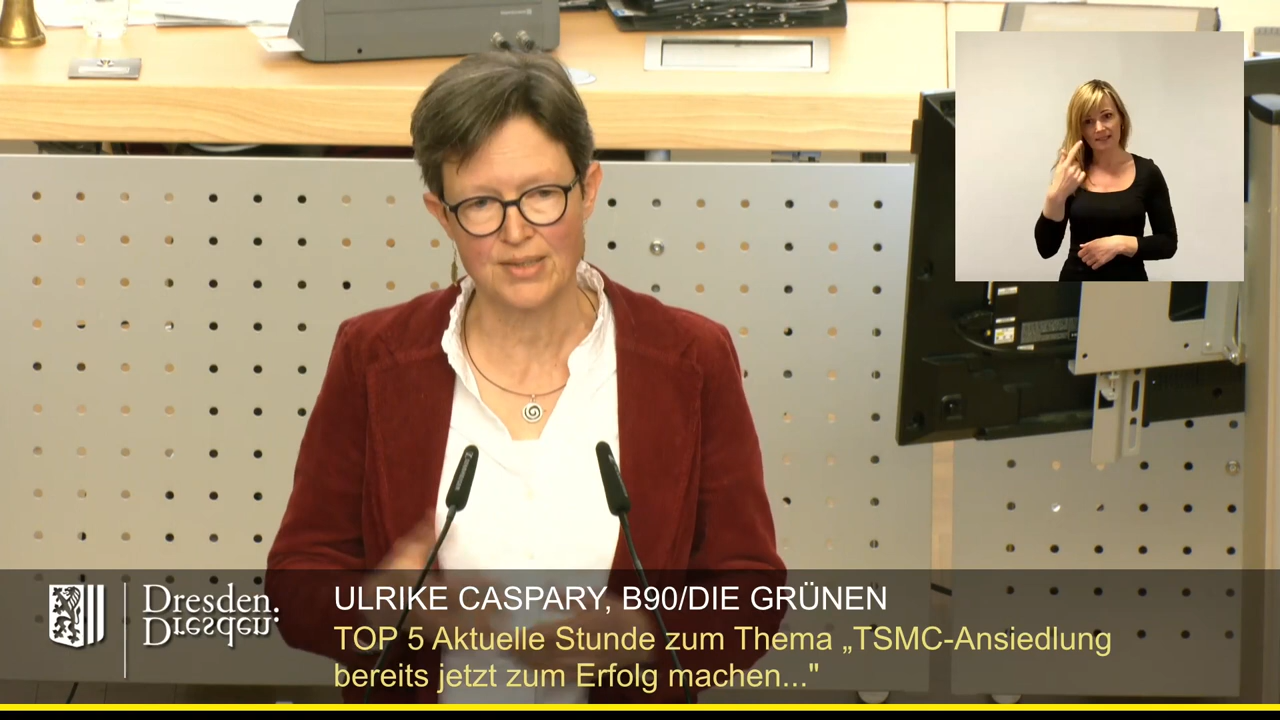 Dresden.
Dresden.
ULRIKE CASPARY, B90/DIE GRÜNEN
TOP 5 Aktuelle Stunde zum Thema „TSMC-Ansiedlung
bereits jetzt zum Erfolg machen..."